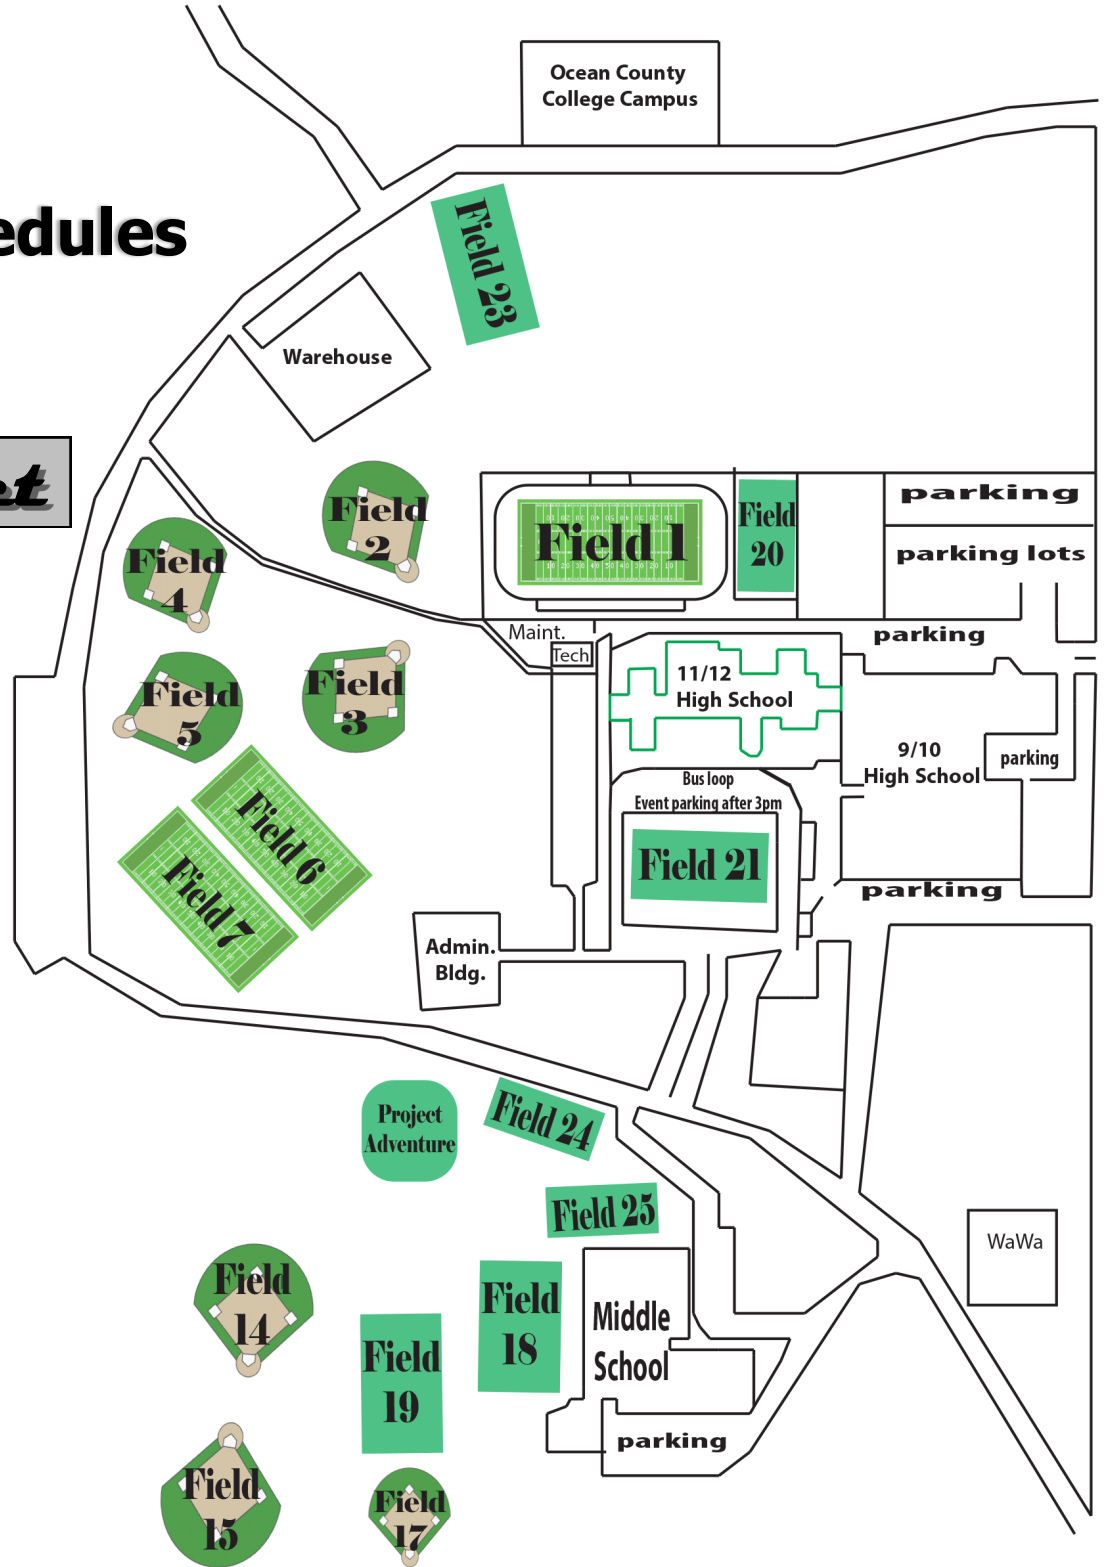 Ocean County
College Campus
edules
Field 23
Warehouse
parking
Field
2
Field 1
Field
20
parking lots
Field
4
parking
Maint.
Tech
11/12
High School
Field
3
Field
5
9/10
High School
parking
Bus loop
Event parking after 3pm
Field 6
Field 21
Field 7
parking
Admin.
Bldg.
Project
Adventure
Field 24
Field 25
WaWa
Field
14
Field
18
Middle
School
Field
19
parking
Field
15
Field
17